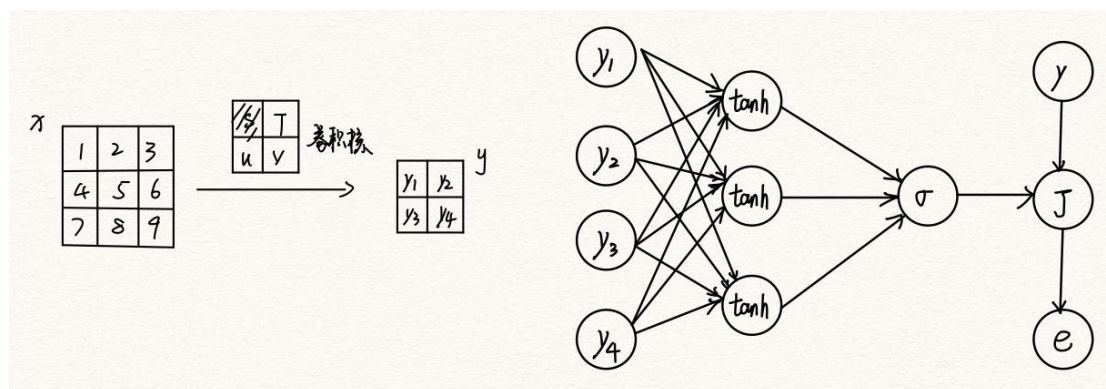 x
1 2 3
4 5 6
7 8 9
T
u v
卷积核
y
y₁ y₂
y₃ y₄
y₁
y₂
y₃
y₄
tanh
tanh
tanh
σ
y
J
e